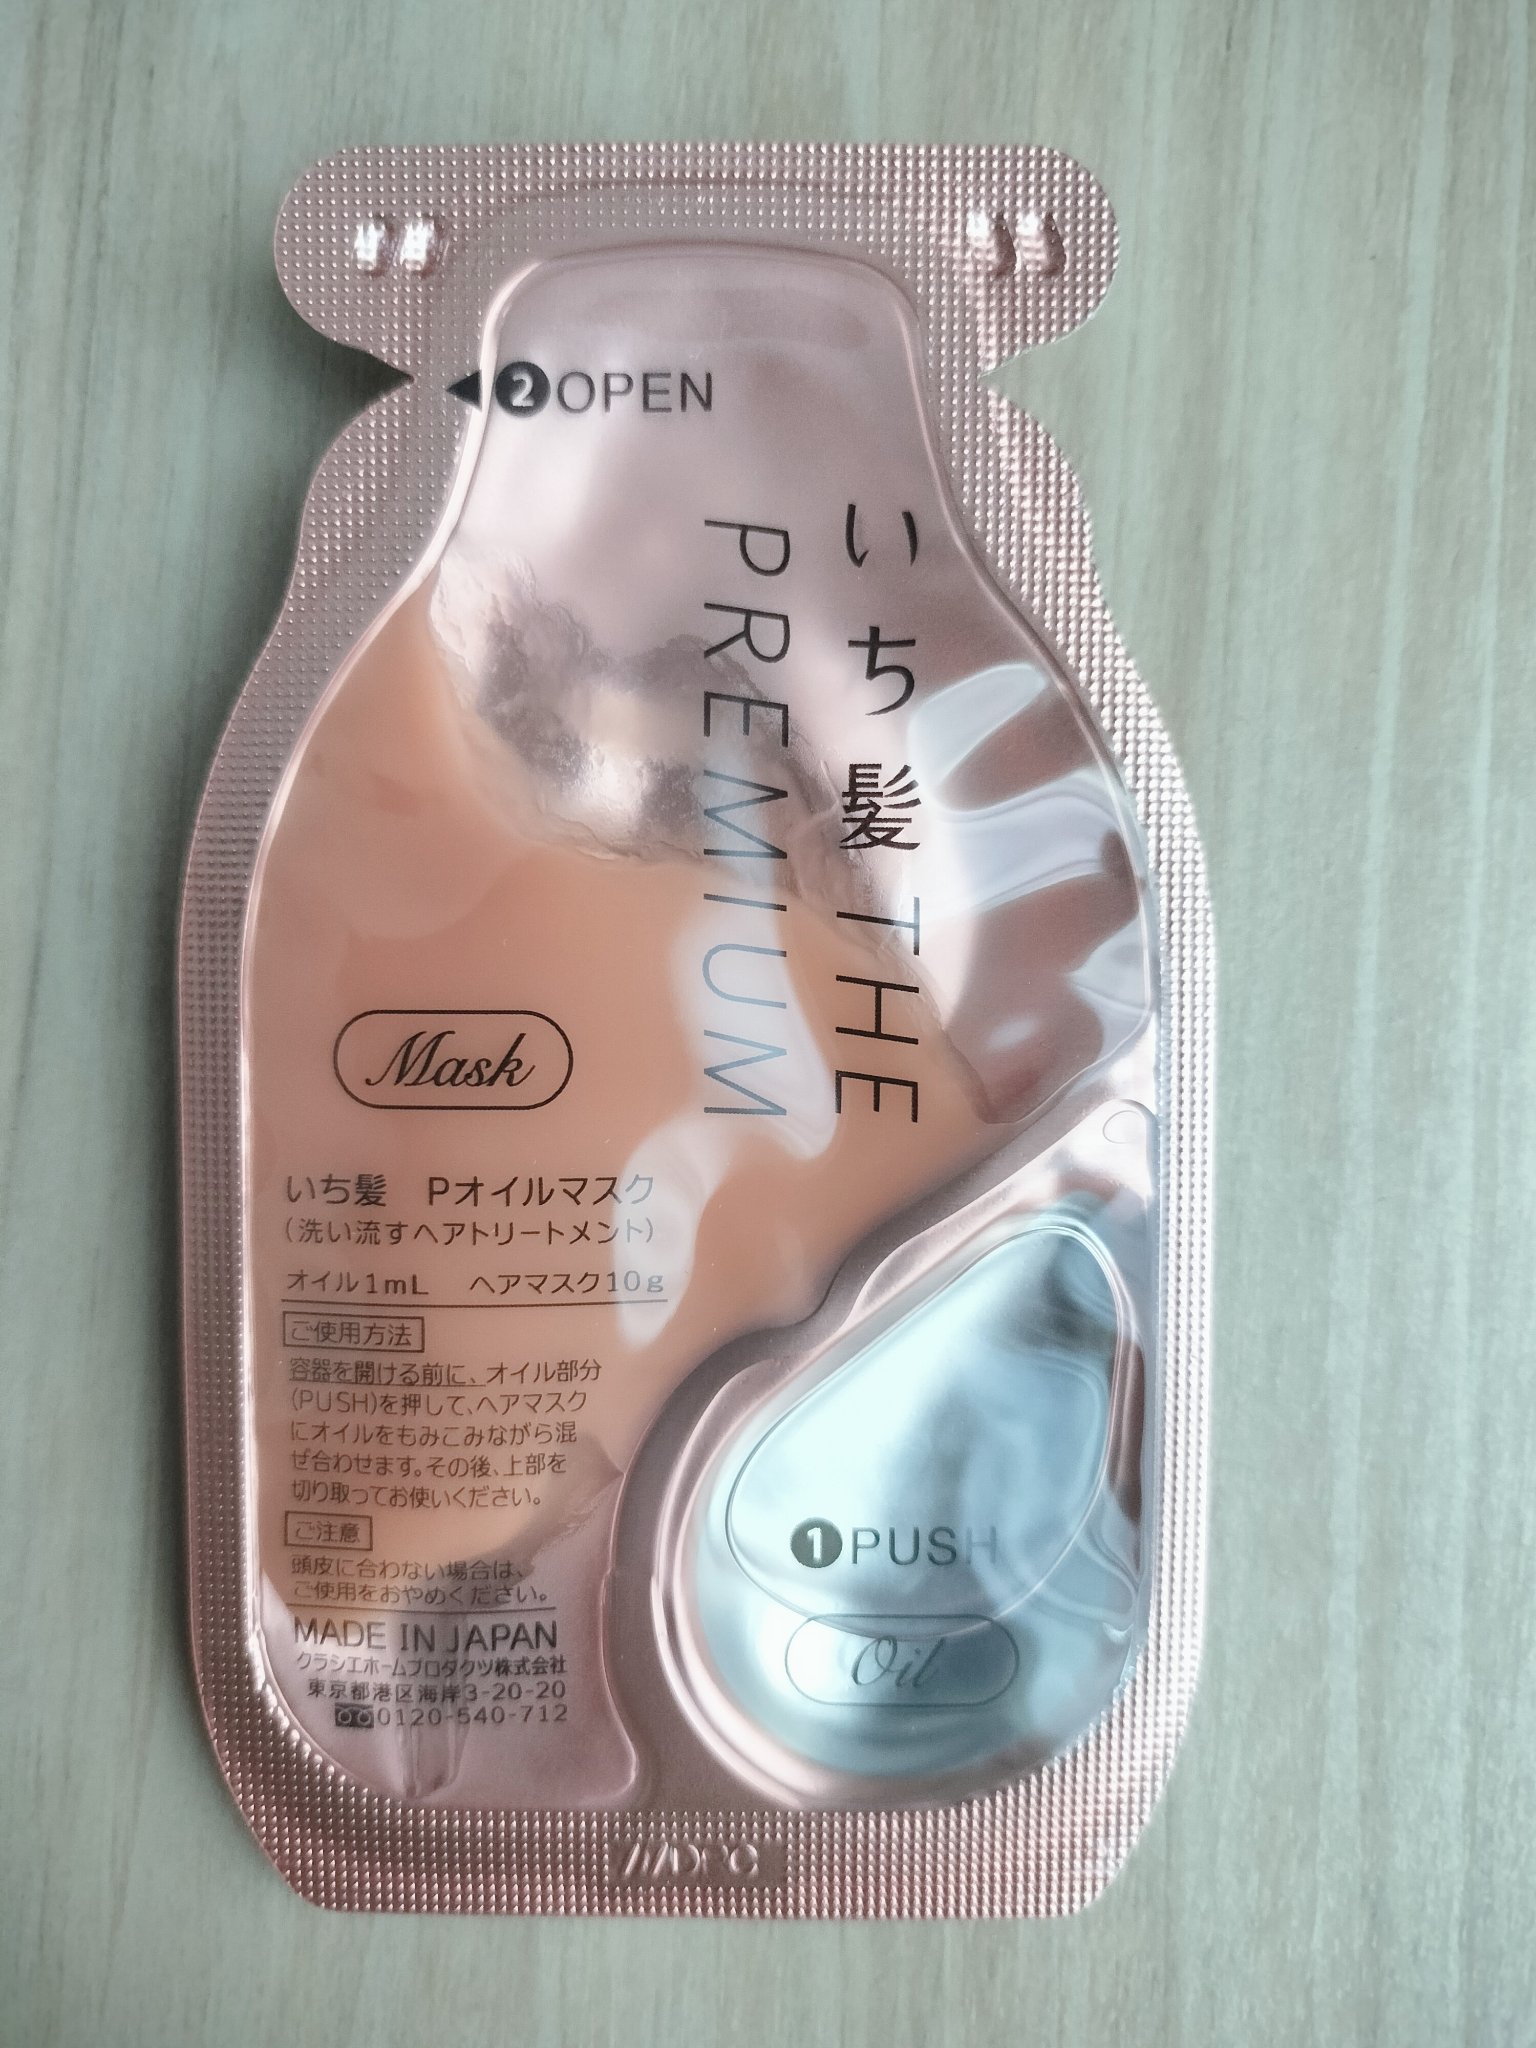 ❷OPEN
いち髪 THE
PREMIUM
Mask
いち髪 Pオイルマスク
(洗い流すヘアトリートメント)
オイル1mL ヘアマスク10g
ご使用方法
容器を開ける前に、オイル部分
(PUSH)を押して、ヘアマスク
にオイルをもみこみながら混
ぜ合わせます。その後、上部を
切り取ってお使いください。
ご注意
頭皮に合わない場合は、
ご使用をおやめください。
MADE IN JAPAN
クラシエホームプロダクツ株式会社
東京都港区海岸3-20-20
0120-540-712
❶PUSH
Oil